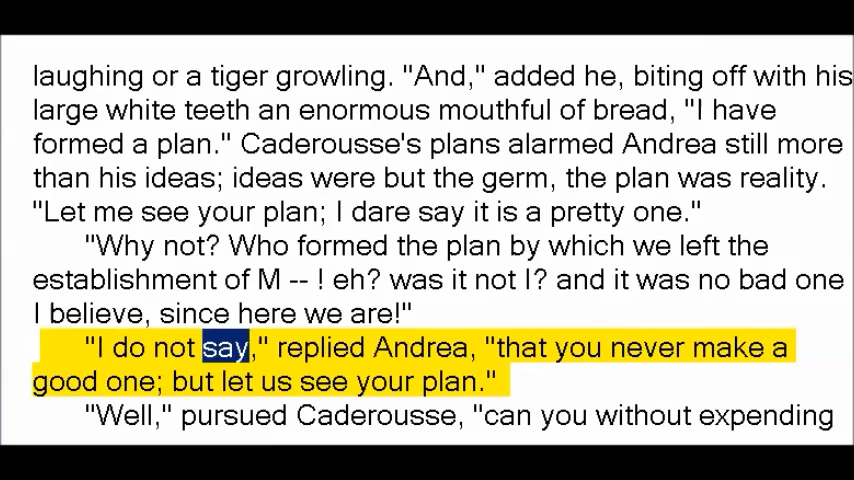 laughing or a tiger growling. "And," added he, biting off with his
large white teeth an enormous mouthful of bread, "I have
formed a plan." Caderousse's plans alarmed Andrea still more
than his ideas; ideas were but the germ, the plan was reality.
"Let me see your plan; I dare say it is a pretty one."
"Why not? Who formed the plan by which we left the
establishment of M -- ! eh? was it not I? and it was no bad one
I believe, since here we are!"
"I do not say," replied Andrea, "that you never make a
good one; but let us see your plan."
"Well," pursued Caderousse, "can you without expending